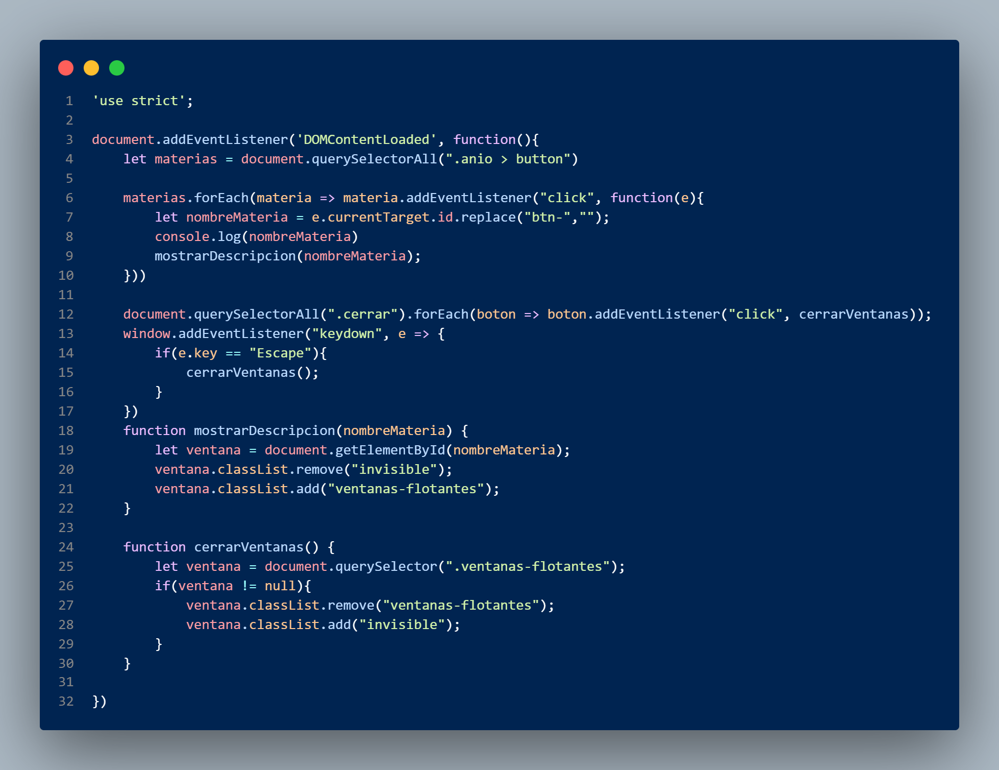 1 'use strict';
2
3 document.addEventListener('DOMContentLoaded', function(){
4     let materias = document.querySelectorAll(".anio > button")
5
6     materias.forEach(materia => materia.addEventListener("click", function(e){
7         let nombreMateria = e.currentTarget.id.replace("btn-","");
8         console.log(nombreMateria)
9         mostrarDescripcion(nombreMateria);
10     }))
11
12     document.querySelectorAll(".cerrar").forEach(boton => boton.addEventListener("click", cerrarVentanas));
13     window.addEventListener("keydown", e => {
14         if(e.key == "Escape"){
15             cerrarVentanas();
16         }
17     })
18     function mostrarDescripcion(nombreMateria) {
19         let ventana = document.getElementById(nombreMateria);
20         ventana.classList.remove("invisible");
21         ventana.classList.add("ventanas-flotantes");
22     }
23
24     function cerrarVentanas() {
25         let ventana = document.querySelector(".ventanas-flotantes");
26         if(ventana != null){
27             ventana.classList.remove("ventanas-flotantes");
28             ventana.classList.add("invisible");
29         }
30     }
31
32 })